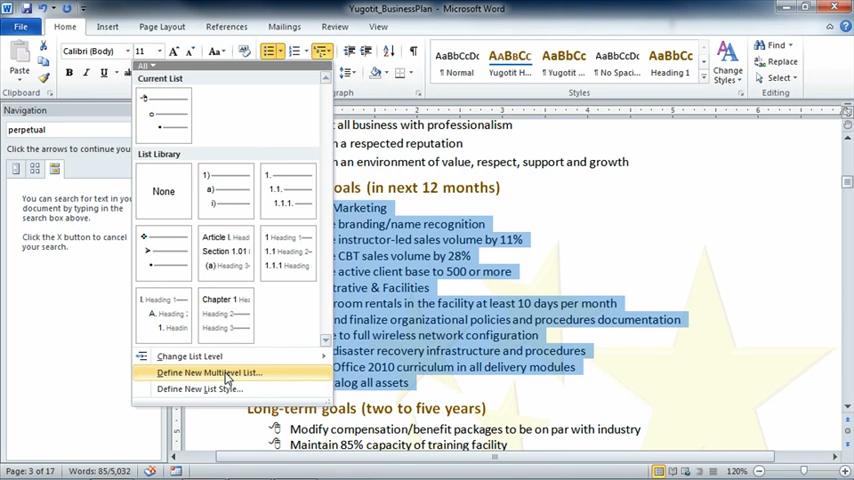 Yugotit_BusinessPlan - Microsoft Word
File Home Insert Page Layout References Mailings Review View
Paste
Calibri (Body) 11
AaBbCcDc AaBbCc AaBbCc AaBbCcDc AaBbCc
¶ Normal Yugotit H... ¶ Yugotit ... ¶ No Spaci... Heading 1
Change Styles
Find
Replace
Select
Clipboard
Styles
Editing
All
Current List
List Library
None
1)
a)
i)
1.
1.1.
1.1.1.
Article I. Head
Section 1.01
(a) Heading 3
1 Heading 1
1.1 Heading 2
1.1.1 Heading
I. Heading 1
A. Heading
1. Headin
Chapter 1 He
Heading 2
Heading 3
Change List Level
Define New Multilevel List...
Define New List Style...
Navigation
perpetual
Click the arrows to continue you
You can search for text in you
document by typing in the
search box above.
Click the X button to
cancel your search.
1 2 3 4 5 6
all business with professionalism
n a respected reputation
n an environment of value, respect, support and growth
oals (in next 12 months)
Marketing
e branding/name recognition
e instructor-led sales volume by 11%
e CBT sales volume by 28%
e active client base to 500 or more
trative & Facilities
room rentals in the facility at least 10 days per month
and finalize organizational policies and procedures documentation
e to full wireless network configuration
disaster recovery infrastructure and procedures
Office 2010 curriculum in all delivery modules
alog all assets
Long-term goals (two to five years)
Modify compensation/benefit packages to be on par with industry
Maintain 85% capacity of training facility
Page: 3 of 17 Words: 85/5,032
120%